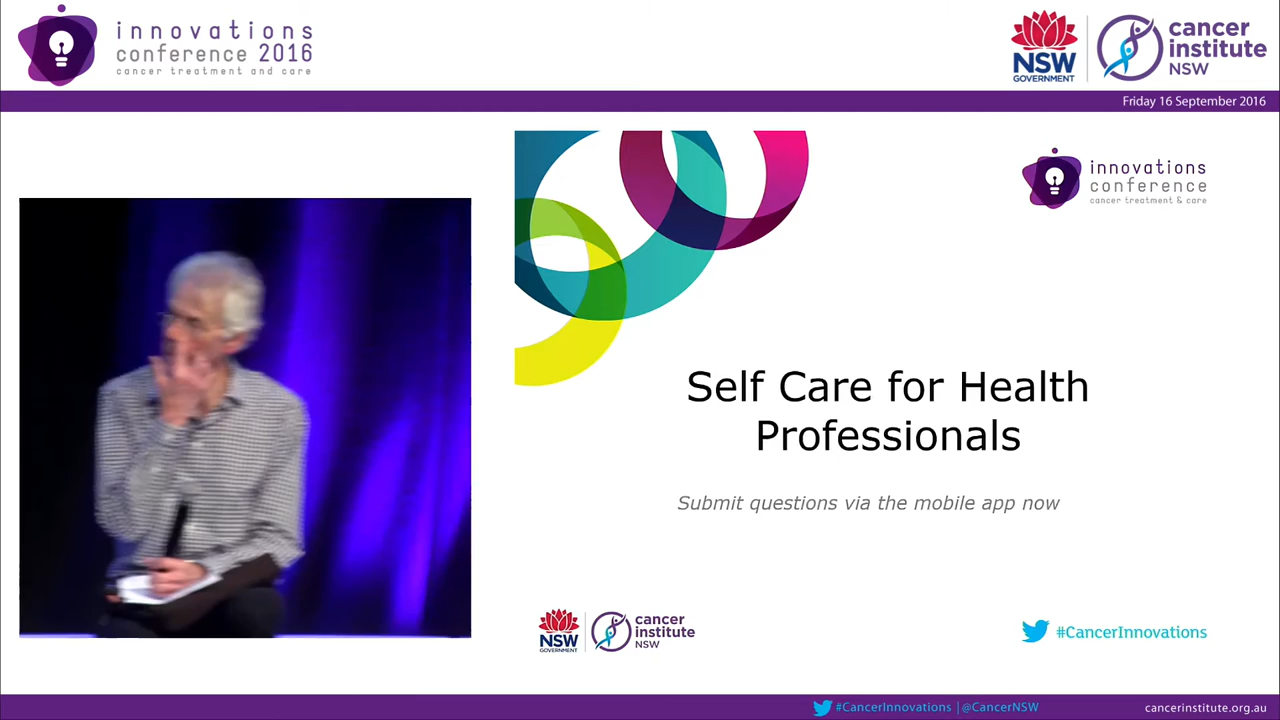 innovations
conference 2016
cancer treatment and care
NSW
GOVERNMENT
cancer
institute
NSW
Friday 16 September 2016
innovations
conference
cancer treatment & care
Self Care for Health
Professionals
Submit questions via the mobile app now
NSW
GOVERNMENT
cancer
institute
NSW
#CancerInnovations
#CancerInnovations | @CancerNSW
cancerinstitute.org.au